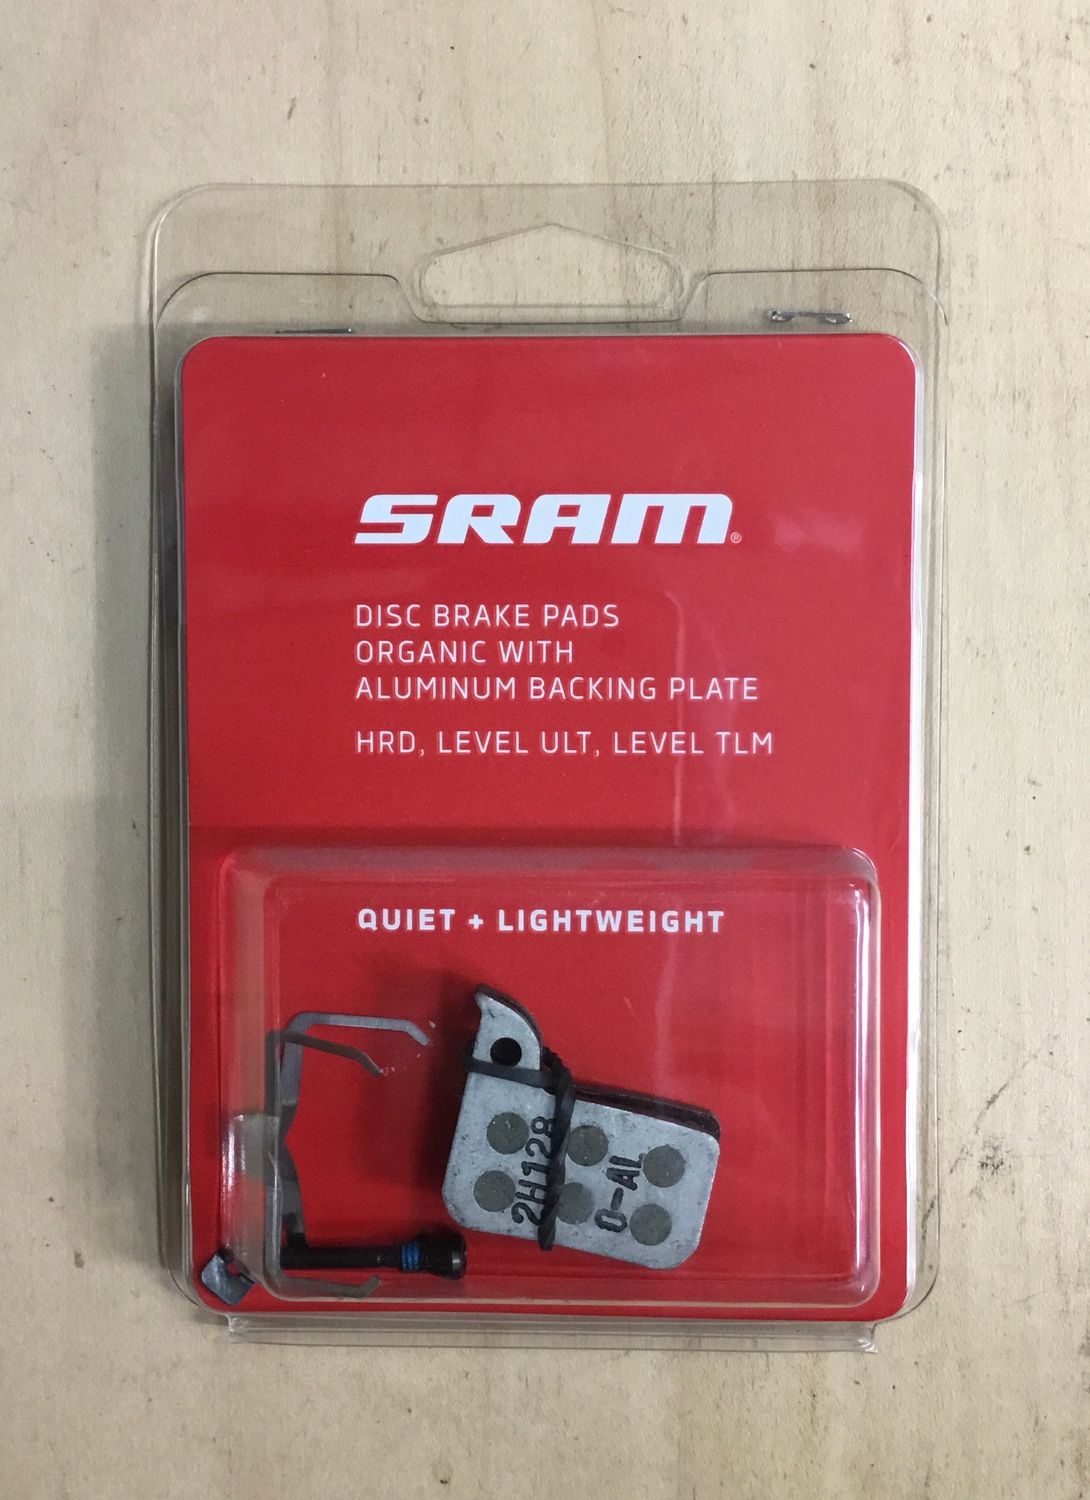 SRAM®
DISC BRAKE PADS
ORGANIC WITH
ALUMINUM BACKING PLATE
HRD, LEVEL ULT, LEVEL TLM
QUIET + LIGHTWEIGHT
2H128
O-AL